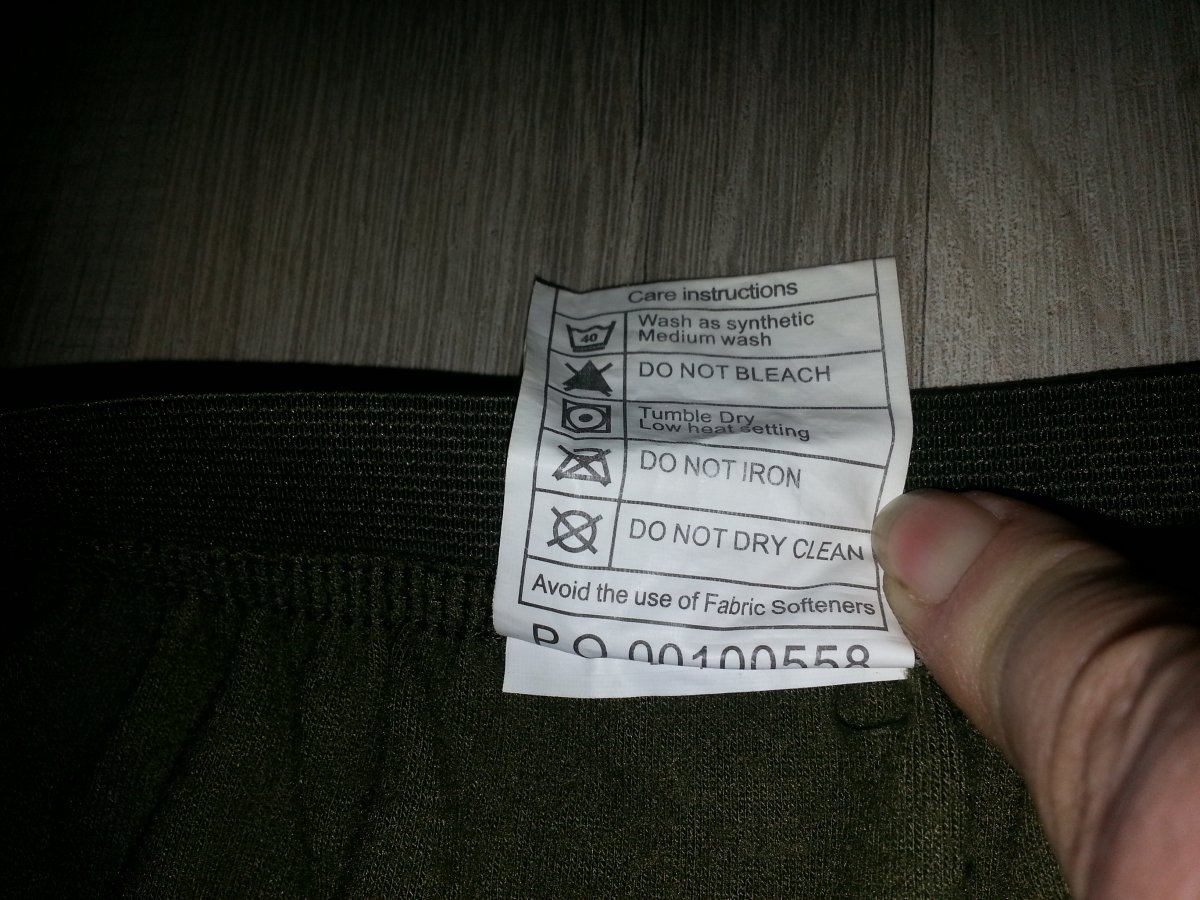 Care instructions
40
Wash as synthetic
Medium wash
DO NOT BLEACH
Tumble Dry
Low heat setting
DO NOT IRON
DO NOT DRY CLEAN
Avoid the use of Fabric Softeners
P.O 00100558